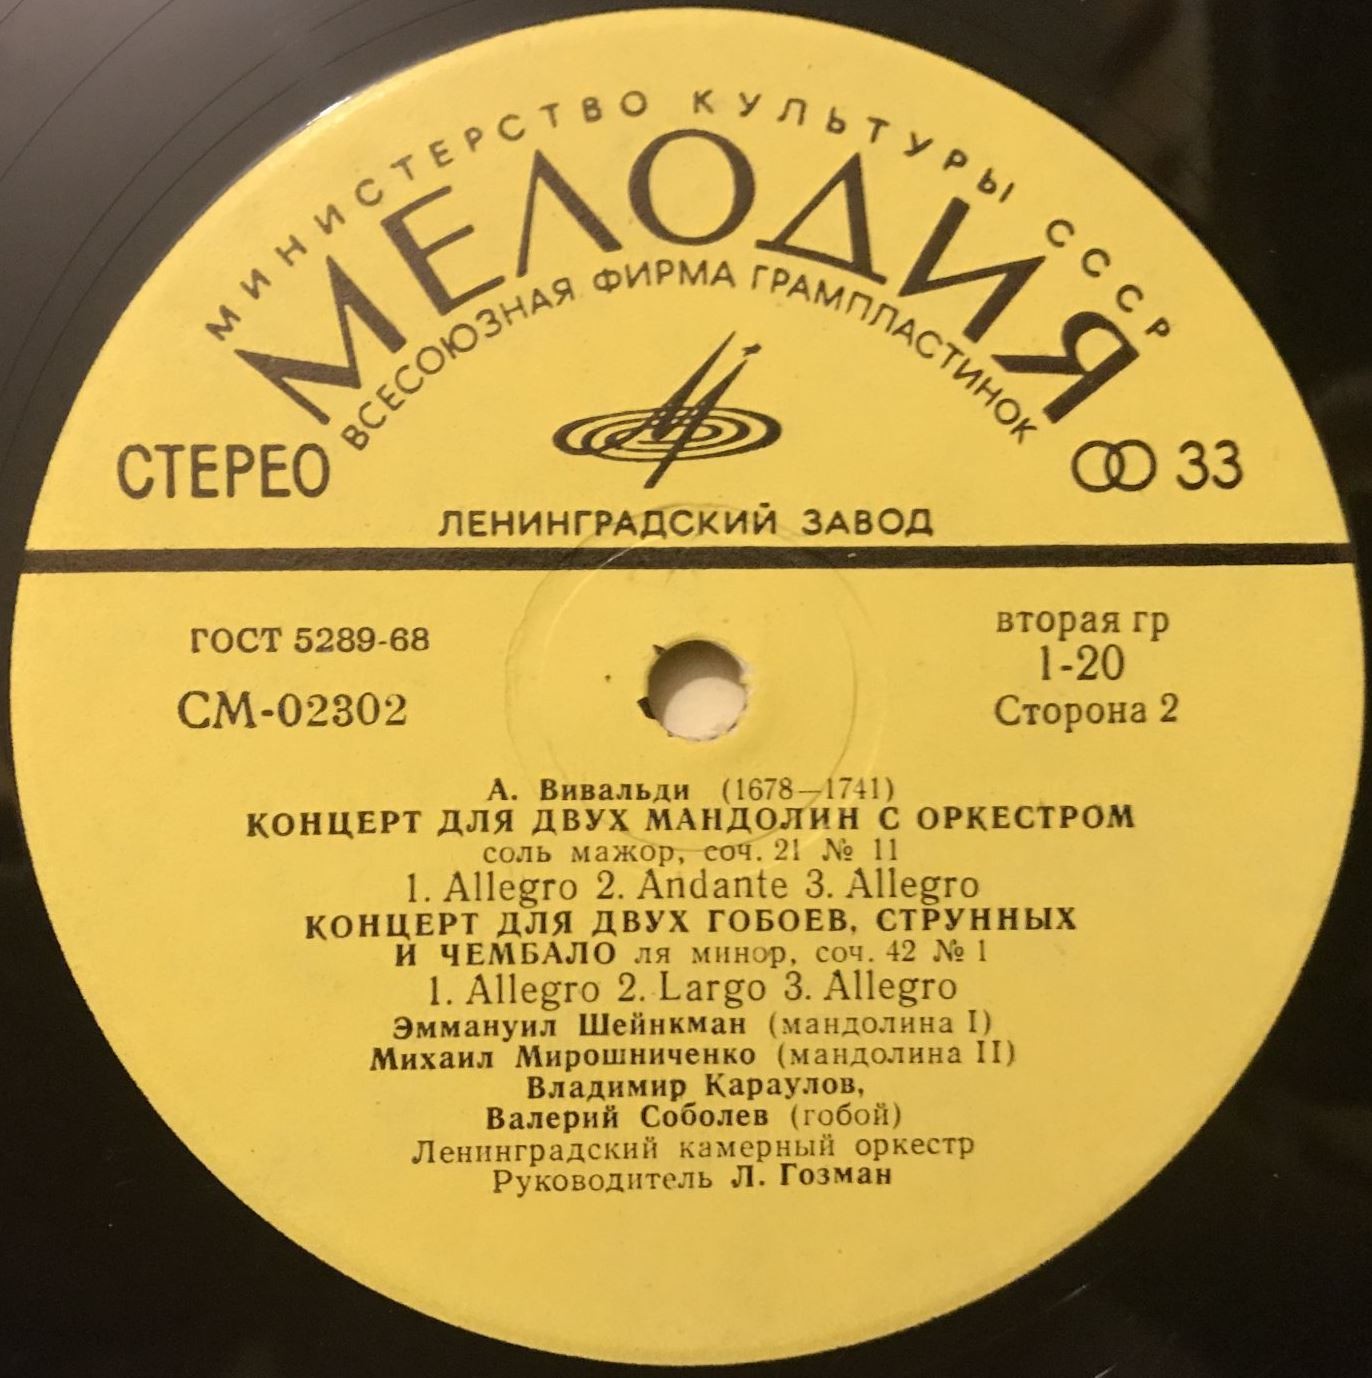 МИНИСТЕРСТВО КУЛЬТУРЫ СССР
МЕЛОДИЯ
ВСЕСОЮЗНАЯ ФИРМА ГРАМПЛАСТИНОК
СТЕРЕО
33
ЛЕНИНГРАДСКИЙ ЗАВОД
ГОСТ 5289-68
СМ-02302
вторая гр
1-20
Сторона 2
А. Вивальди (1678—1741)
КОНЦЕРТ ДЛЯ ДВУХ МАНДОЛИН С ОРКЕСТРОМ
соль мажор, соч. 21 № 11
1. Allegro 2. Andante 3. Allegro
КОНЦЕРТ ДЛЯ ДВУХ ГОБОЕВ, СТРУННЫХ
И ЧЕМБАЛО ля минор, соч. 42 № 1
1. Allegro 2. Largo 3. Allegro
Эммануил Шейнкман (мандолина I)
Михаил Мирошниченко (мандолина II)
Владимир Караулов,
Валерий Соболев (гобой)
Ленинградский камерный оркестр
Руководитель Л. Гозман